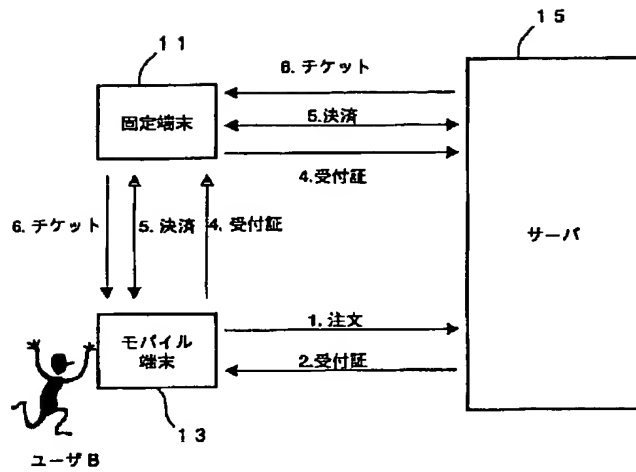 11
15
6.チケット
固定端末
5.決済
4.受付証
6.チケット
5.決済
4.受付証
サーバ
1.注文
モバイル
端末
2.受付証
13
ユーザB